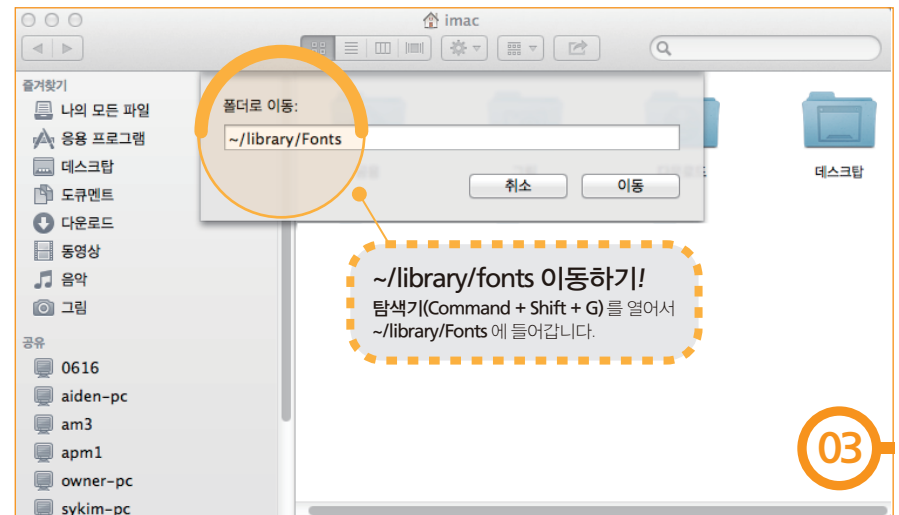 imac
즐겨찾기
나의 모든 파일
응용 프로그램
데스크탑
도큐멘트
다운로드
동영상
음악
그림
공유
0616
aiden-pc
am3
apm1
owner-pc
sykim-pc
폴더로 이동:
~/library/Fonts
취소
이동
데스크탑
~/library/fonts 이동하기!
탐색기(Command + Shift + G) 를 열어서
~/library/Fonts 에 들어갑니다.
03